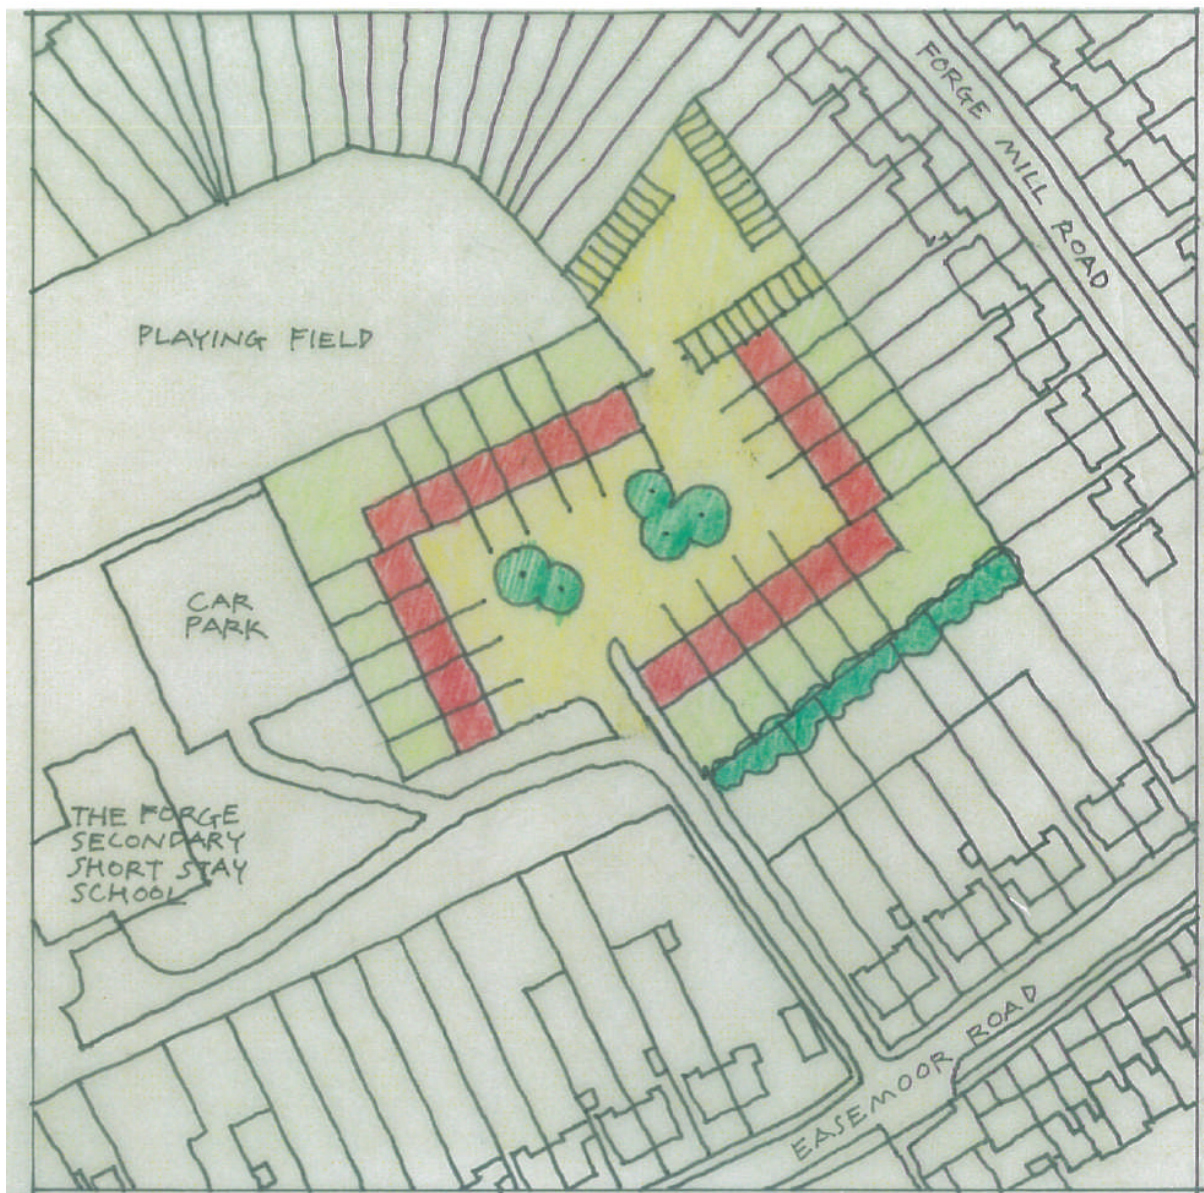 FORGE MILL ROAD
PLAYING FIELD
CAR
PARK
THE FORGE
SECONDARY
SHORT STAY
SCHOOL
EASEMOOR ROAD